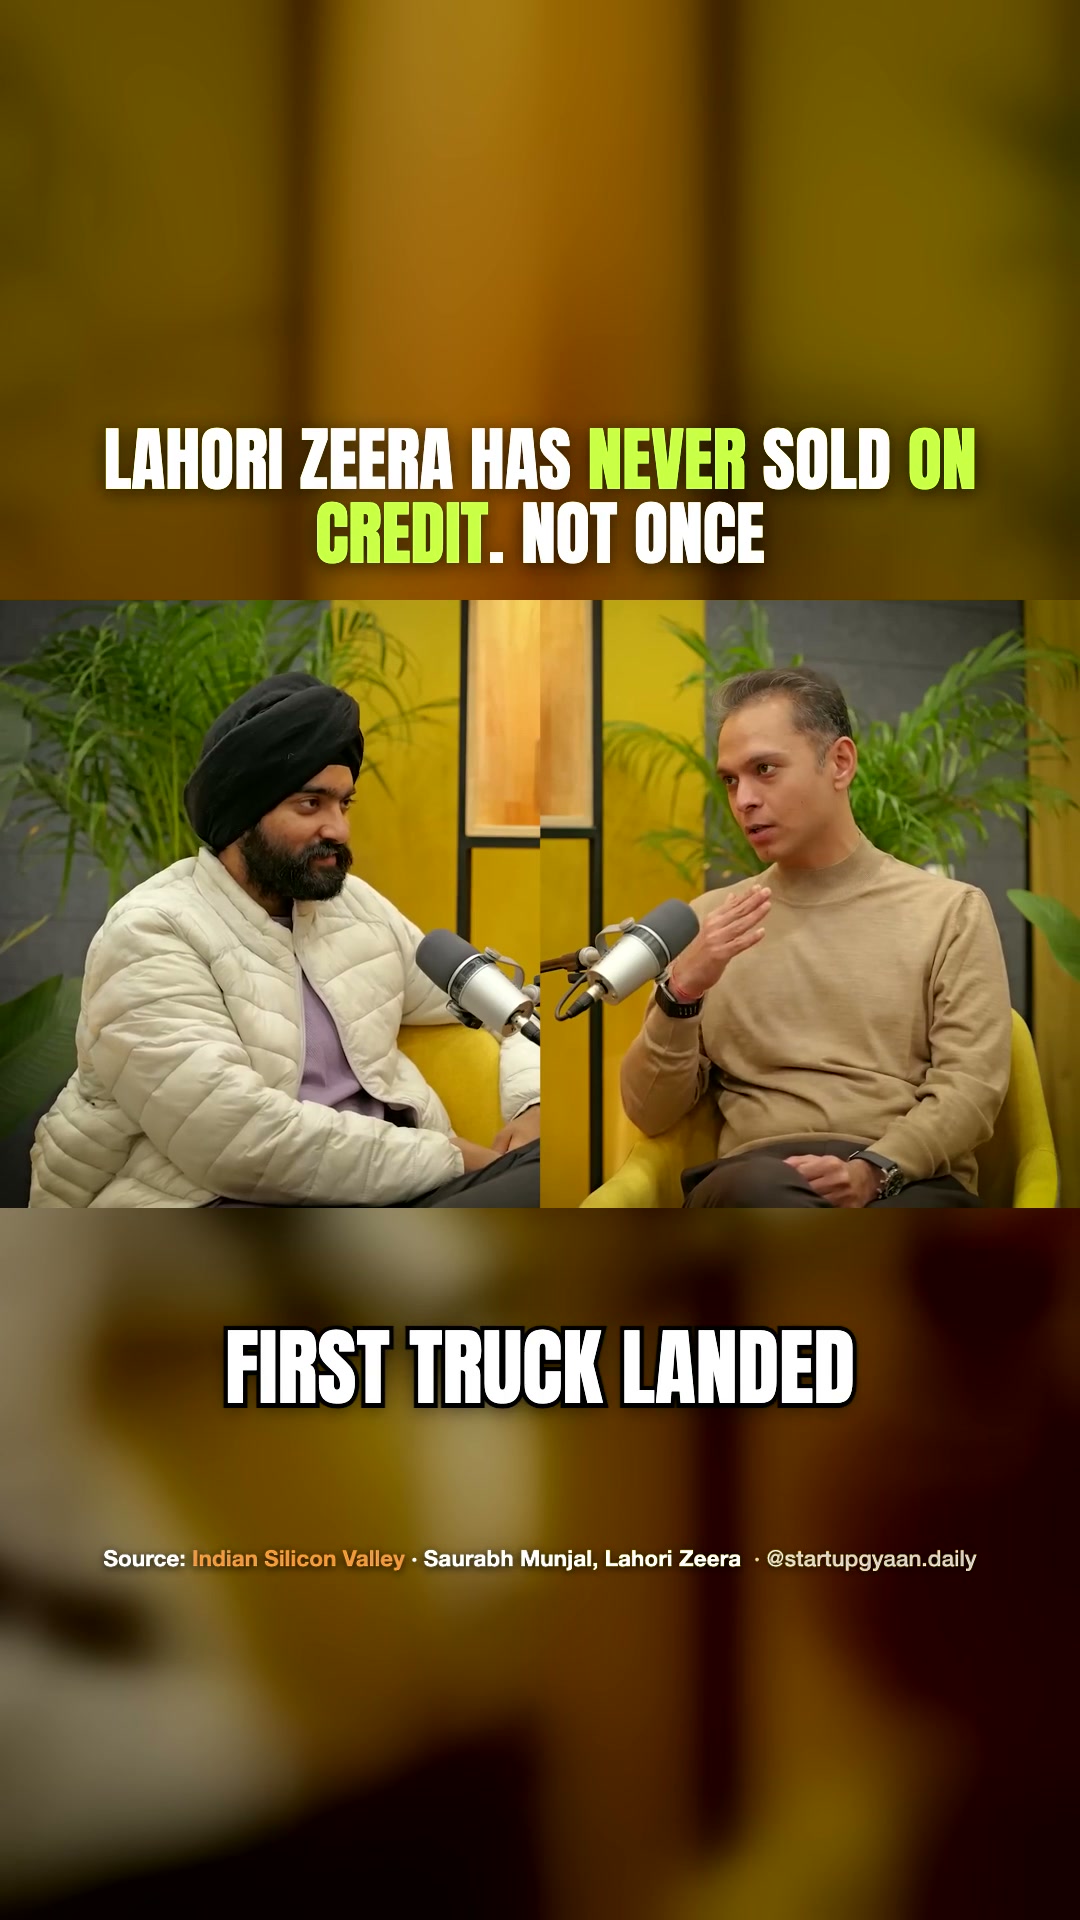 LAHORI ZEERA HAS NEVER SOLD ON
CREDIT. NOT ONCE
FIRST TRUCK LANDED
Source: Indian Silicon Valley · Saurabh Munjal, Lahori Zeera · @startupgyaan.daily